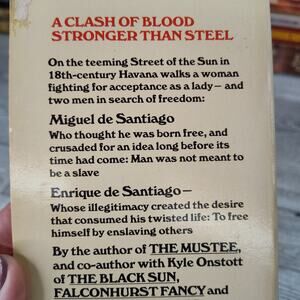 A CLASH OF BLOOD
STRONGER THAN STEEL
On the teeming Street of the Sun in
18th-century Havana walks a woman
fighting for acceptance as a lady—and
two men in search of freedom:
Miguel de Santiago
Who thought he was born free, and
crusaded for an idea long before its
time had come: Man was not meant to
be a slave
Enrique de Santiago—
Whose illegitimacy created the desire
that consumed his twisted life: To free
himself by enslaving others
By the author of THE MUSTEE,
and co-author with Kyle Onstott
of THE BLACK SUN,
FALCONHURST FANCY and